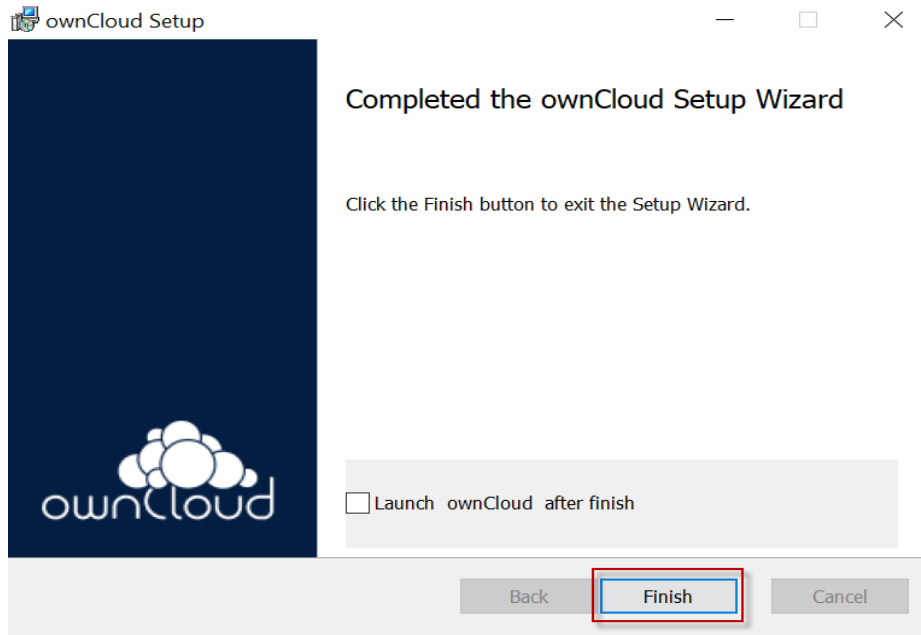 ownCloud Setup
Completed the ownCloud Setup Wizard
Click the Finish button to exit the Setup Wizard.
ownCloud
Launch ownCloud after finish
Back
Finish
Cancel